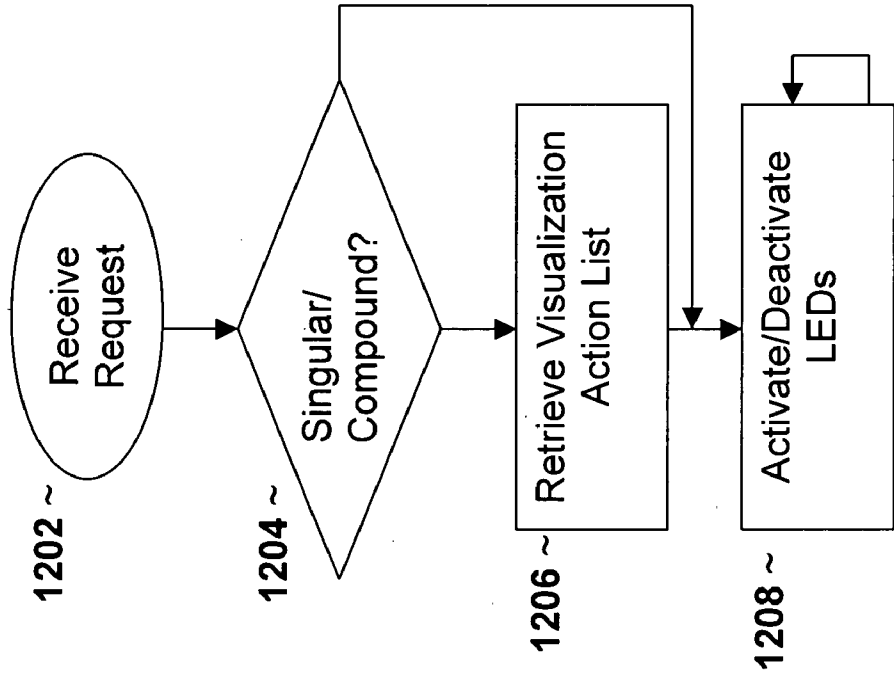 1202 ~
Receive
Request
1204 ~
Singular/
Compound?
1206 ~
Retrieve Visualization
Action List
1208 ~
Activate/Deactivate
LEDs